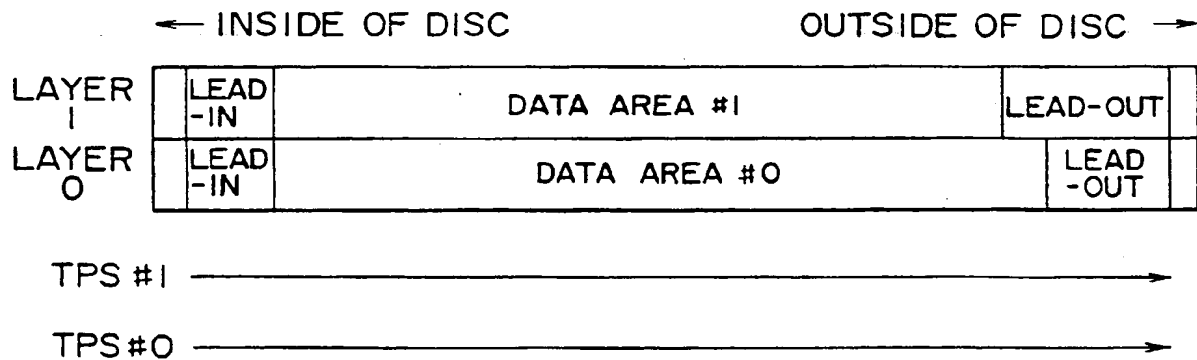 INSIDE OF DISC OUTSIDE OF DISC
LAYER 1
LEAD-IN
DATA AREA #1
LEAD-OUT
LAYER 0
LEAD-IN
DATA AREA #0
LEAD-OUT
TPS #1
TPS #0